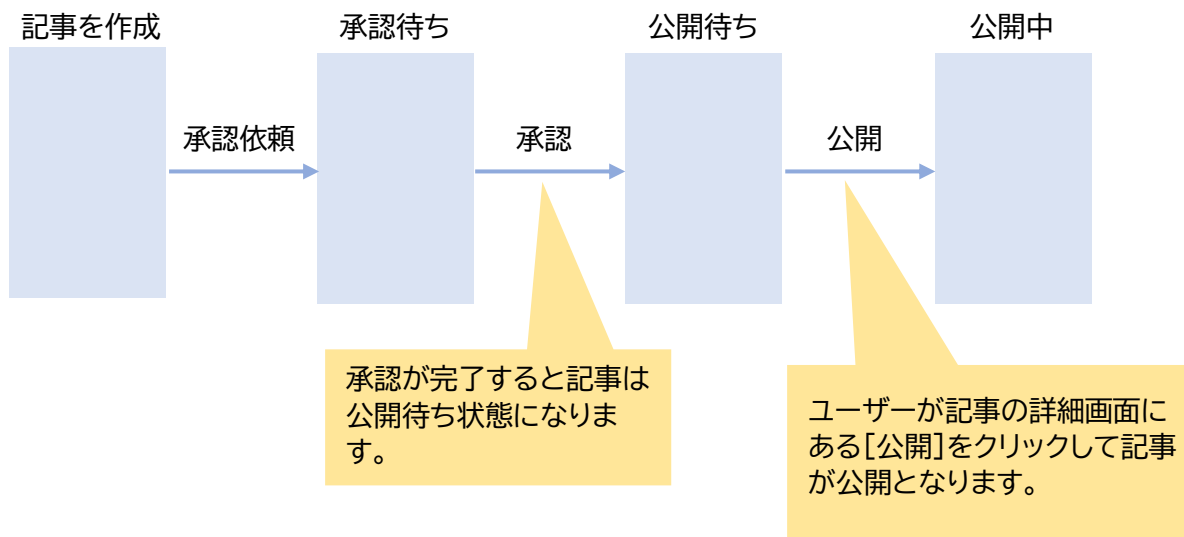 記事を作成
承認待ち
公開待ち
公開中
承認依頼
承認
公開
承認が完了すると記事は
公開待ち状態になりま
す。
ユーザーが記事の詳細画面に
ある[公開]をクリックして記事
が公開となります。